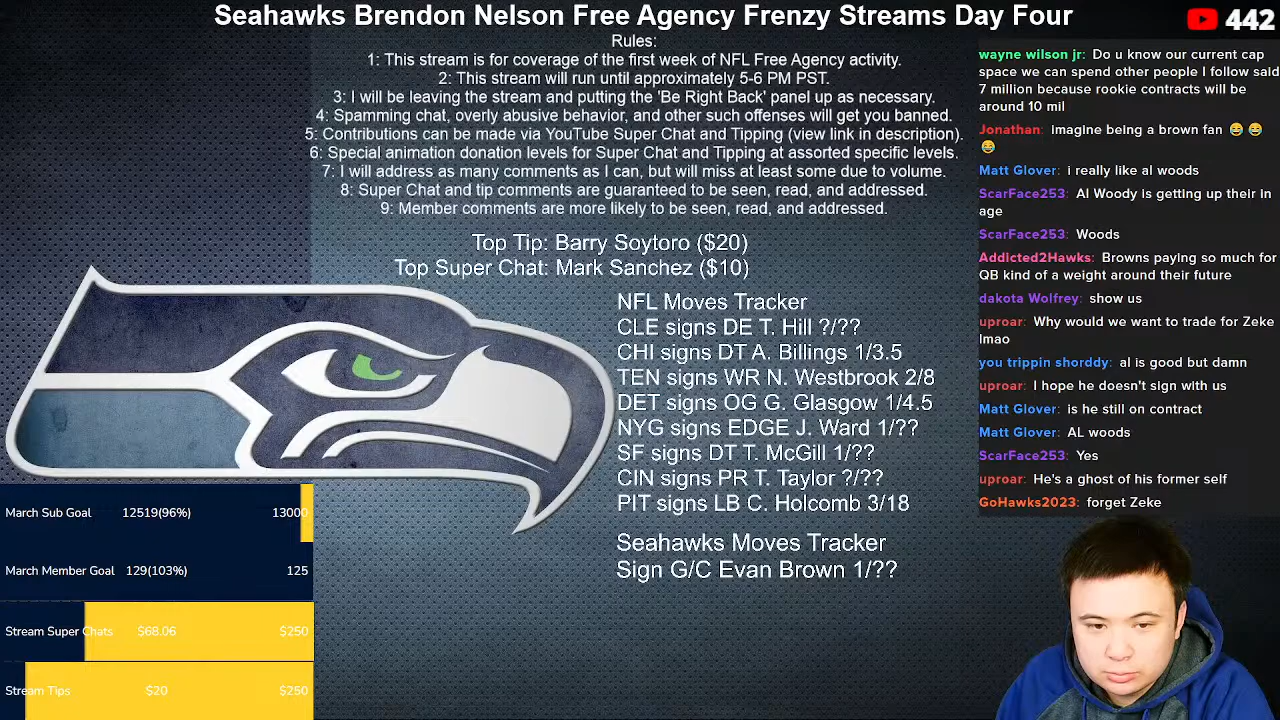 Seahawks Brendon Nelson Free Agency Frenzy Streams Day Four
442
Rules:
1: This stream is for coverage of the first week of NFL Free Agency activity.
2: This stream will run until approximately 5-6 PM PST.
3: I will be leaving the stream and putting the 'Be Right Back' panel up as necessary.
4: Spamming chat, overly abusive behavior, and other such offenses will get you banned.
5: Contributions can be made via YouTube Super Chat and Tipping (view link in description).
6: Special animation donation levels for Super Chat and Tipping at assorted specific levels.
7: I will address as many comments as I can, but will miss at least some due to volume.
8: Super Chat and tip comments are guaranteed to be seen, read, and addressed.
9: Member comments are more likely to be seen, read, and addressed.
Top Tip: Barry Soytoro ($20)
Top Super Chat: Mark Sanchez ($10)
NFL Moves Tracker
CLE signs DE T. Hill ?/??
CHI signs DT A. Billings 1/3.5
TEN signs WR N. Westbrook 2/8
DET signs OG G. Glasgow 1/4.5
NYG signs EDGE J. Ward 1/??
SF signs DT T. McGill 1/??
CIN signs PR T. Taylor ?/??
PIT signs LB C. Holcomb 3/18
Seahawks Moves Tracker
Sign G/C Evan Brown 1/??
March Sub Goal 12519(96%) 13000
March Member Goal 129(103%) 125
Stream Super Chats $68.06 $250
Stream Tips $20 $250
wayne wilson jr: Do u know our current cap
space we can spend other people I follow said
7 million because rookie contracts will be
around 10 mil
Jonathan: imagine being a brown fan 😂 😂
😂
Matt Glover: i really like al woods
ScarFace253: Al Woody is getting up their in
age
ScarFace253: Woods
Addicted2Hawks: Browns paying so much for
QB kind of a weight around their future
dakota Wolfrey: show us
uproar: Why would we want to trade for Zeke
lmao
you trippin shorddy: al is good but damn
uproar: I hope he doesn't sign with us
Matt Glover: is he still on contract
Matt Glover: AL woods
ScarFace253: Yes
uproar: He's a ghost of his former self
GoHawks2023: forget Zeke